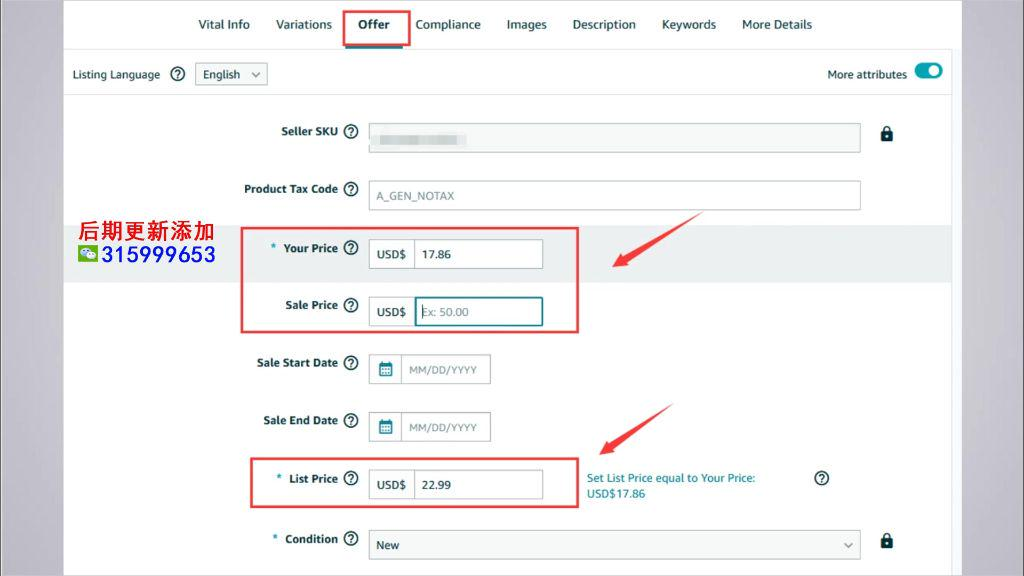 Vital Info Variations Offer Compliance Images Description Keywords More Details
Listing Language ? English More attributes
Seller SKU ?
Product Tax Code ? A_GEN_NOTAX
后期更新添加
315999653
* Your Price ? USD$ 17.86
Sale Price ? USD$ Ex: 50.00
Sale Start Date ? MM/DD/YYYY
Sale End Date ? MM/DD/YYYY
* List Price ? USD$ 22.99 Set List Price equal to Your Price: ?
USD$17.86
* Condition ? New